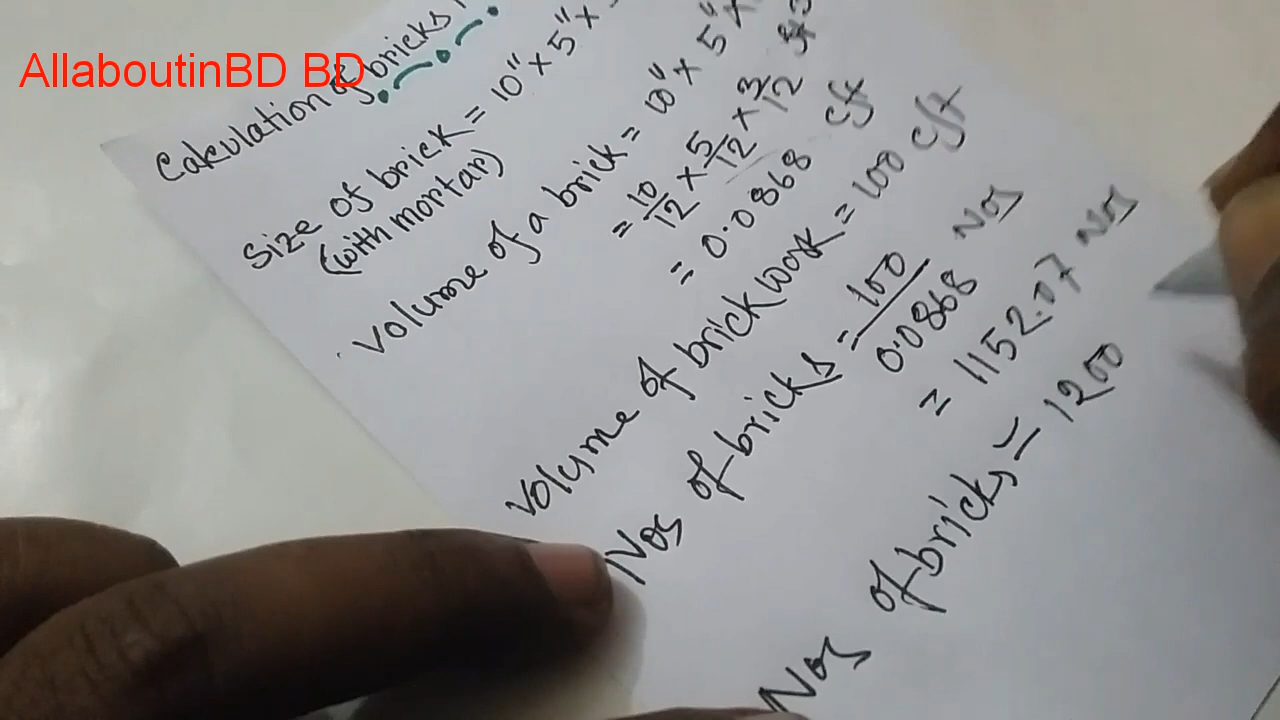 AllaboutinBD BD
Calculation of bricks
Size of brick = 10" × 5" ×
(with mortar)
Volume of a brick = 10" × 5" ×
= 10/12 × 5/12 × 3/12
= 0.0868 cft
Volume of brick work = 100 cft
Nos of bricks = 100/0.0868 Nos
= 1152.07 Nos
Nos of bricks = 1200